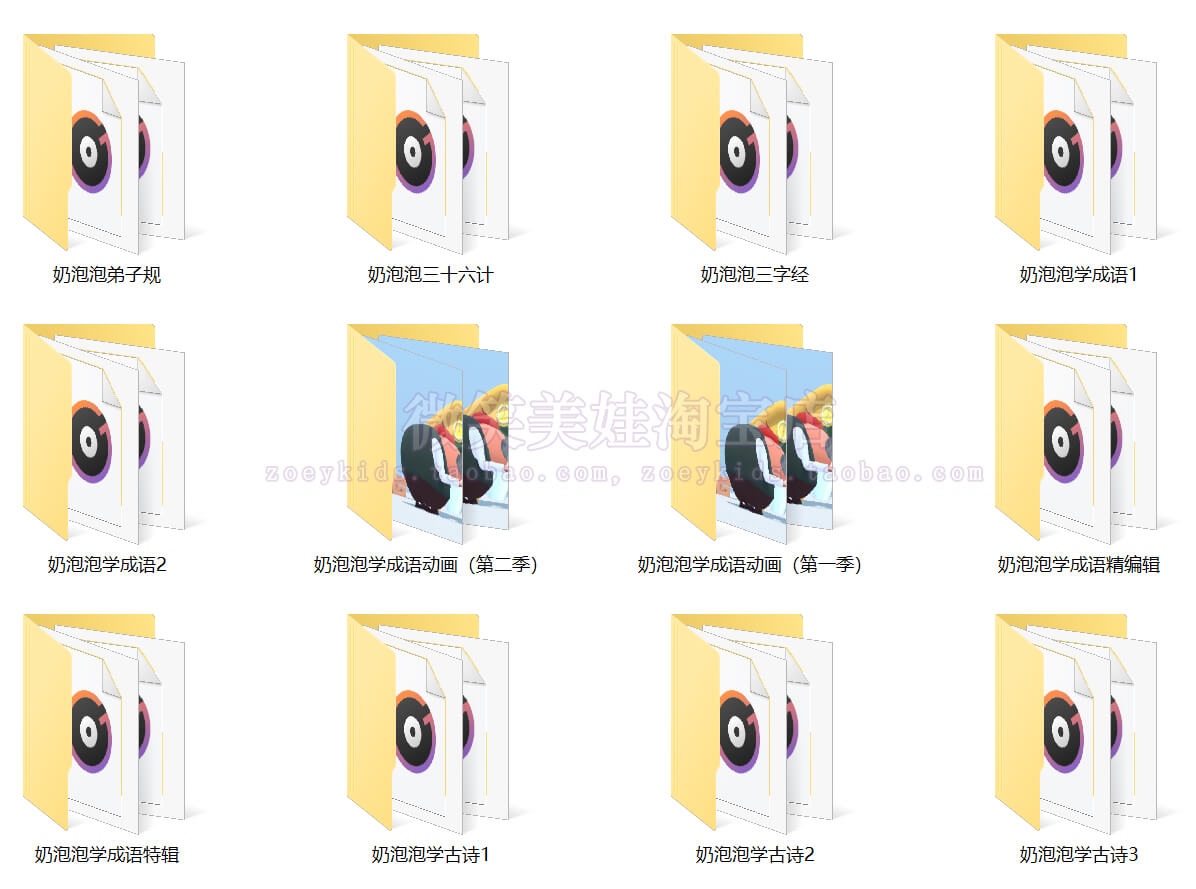 奶泡泡弟子规
奶泡泡三十六计
奶泡泡三字经
奶泡泡学成语1
微笑美娃淘宝店
zoeykids.taobao.com, zoeykids.taobao.com
奶泡泡学成语2
奶泡泡学成语动画（第二季）
奶泡泡学成语动画（第一季）
奶泡泡学成语精编辑
奶泡泡学成语特辑
奶泡泡学古诗1
奶泡泡学古诗2
奶泡泡学古诗3